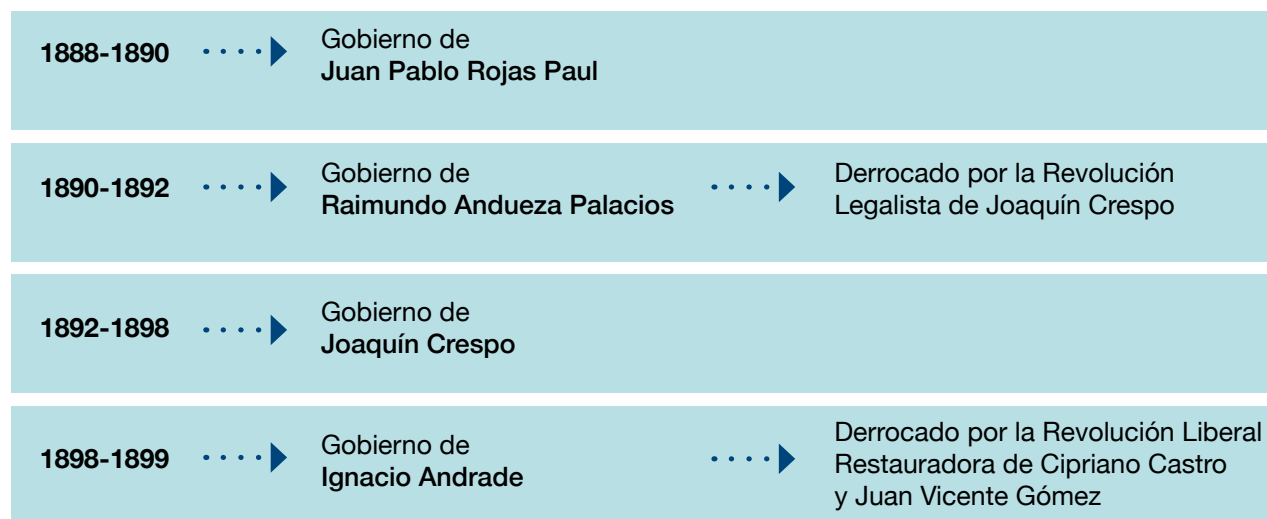 1888-1890
Gobierno de
Juan Pablo Rojas Paul
1890-1892
Gobierno de
Raimundo Andueza Palacios
Derrocado por la Revolución
Legalista de Joaquín Crespo
1892-1898
Gobierno de
Joaquín Crespo
1898-1899
Gobierno de
Ignacio Andrade
Derrocado por la Revolución Liberal
Restauradora de Cipriano Castro
y Juan Vicente Gómez